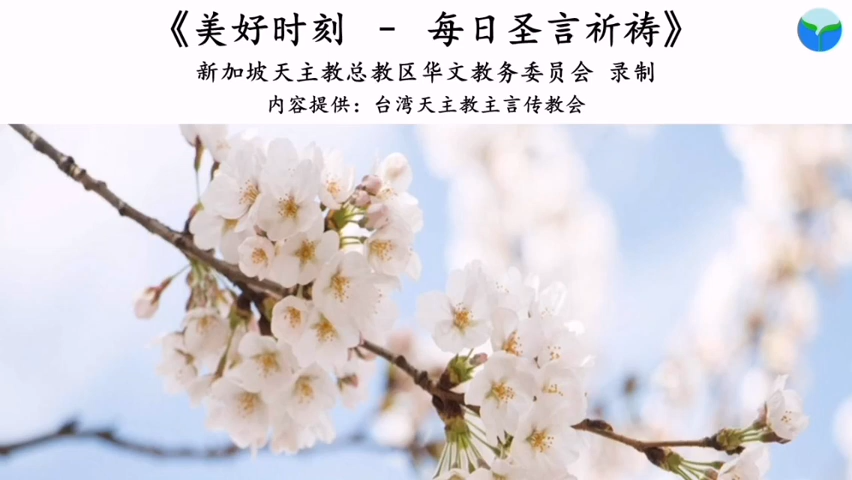 《美好时刻 - 每日圣言祈祷》
新加坡天主教总教区华文教务委员会 录制
内容提供：台湾天主教主言传教会